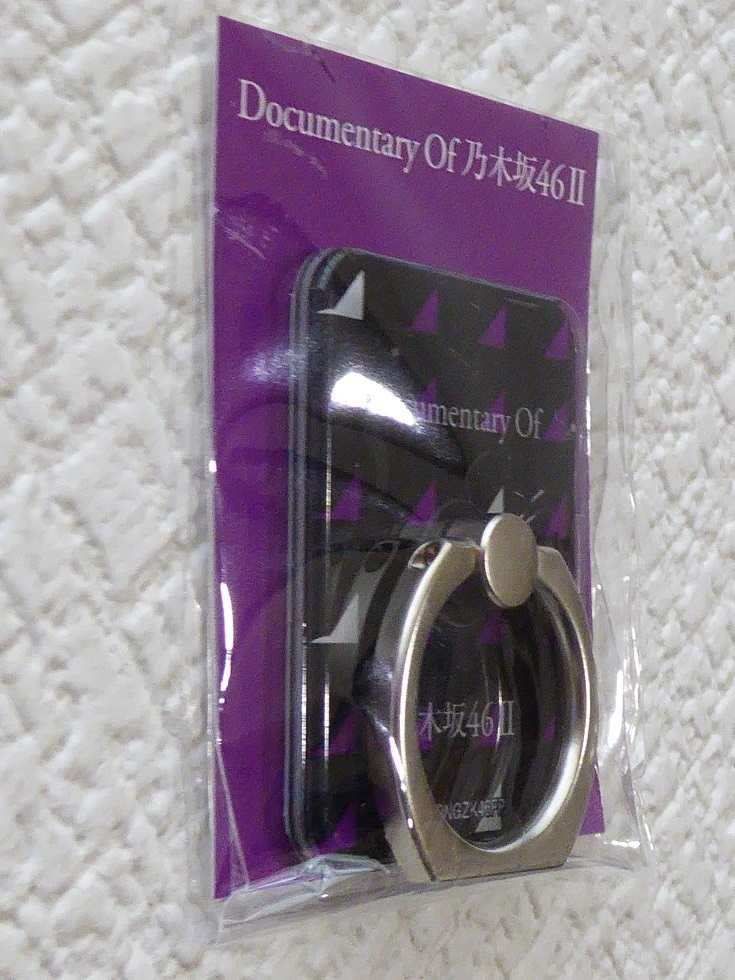 Documentary Of 乃木坂46 II
umentary Of
木坂46 II